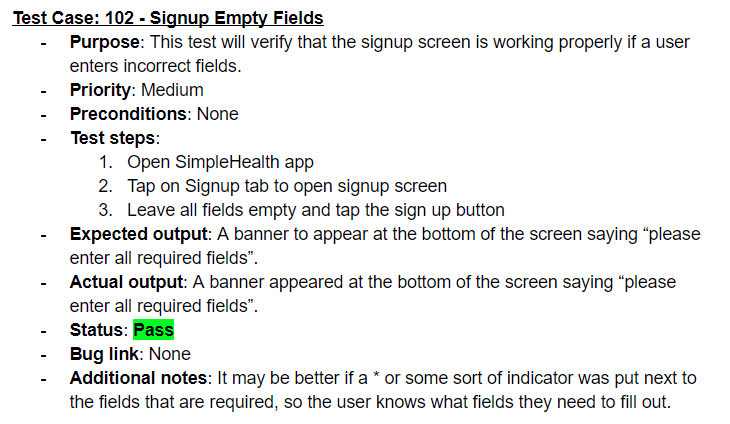 Test Case: 102 - Signup Empty Fields
- Purpose: This test will verify that the signup screen is working properly if a user
enters incorrect fields.
- Priority: Medium
- Preconditions: None
- Test steps:
1. Open SimpleHealth app
2. Tap on Signup tab to open signup screen
3. Leave all fields empty and tap the sign up button
- Expected output: A banner to appear at the bottom of the screen saying “please
enter all required fields”.
- Actual output: A banner appeared at the bottom of the screen saying “please
enter all required fields”.
- Status: Pass
- Bug link: None
- Additional notes: It may be better if a * or some sort of indicator was put next to
the fields that are required, so the user knows what fields they need to fill out.